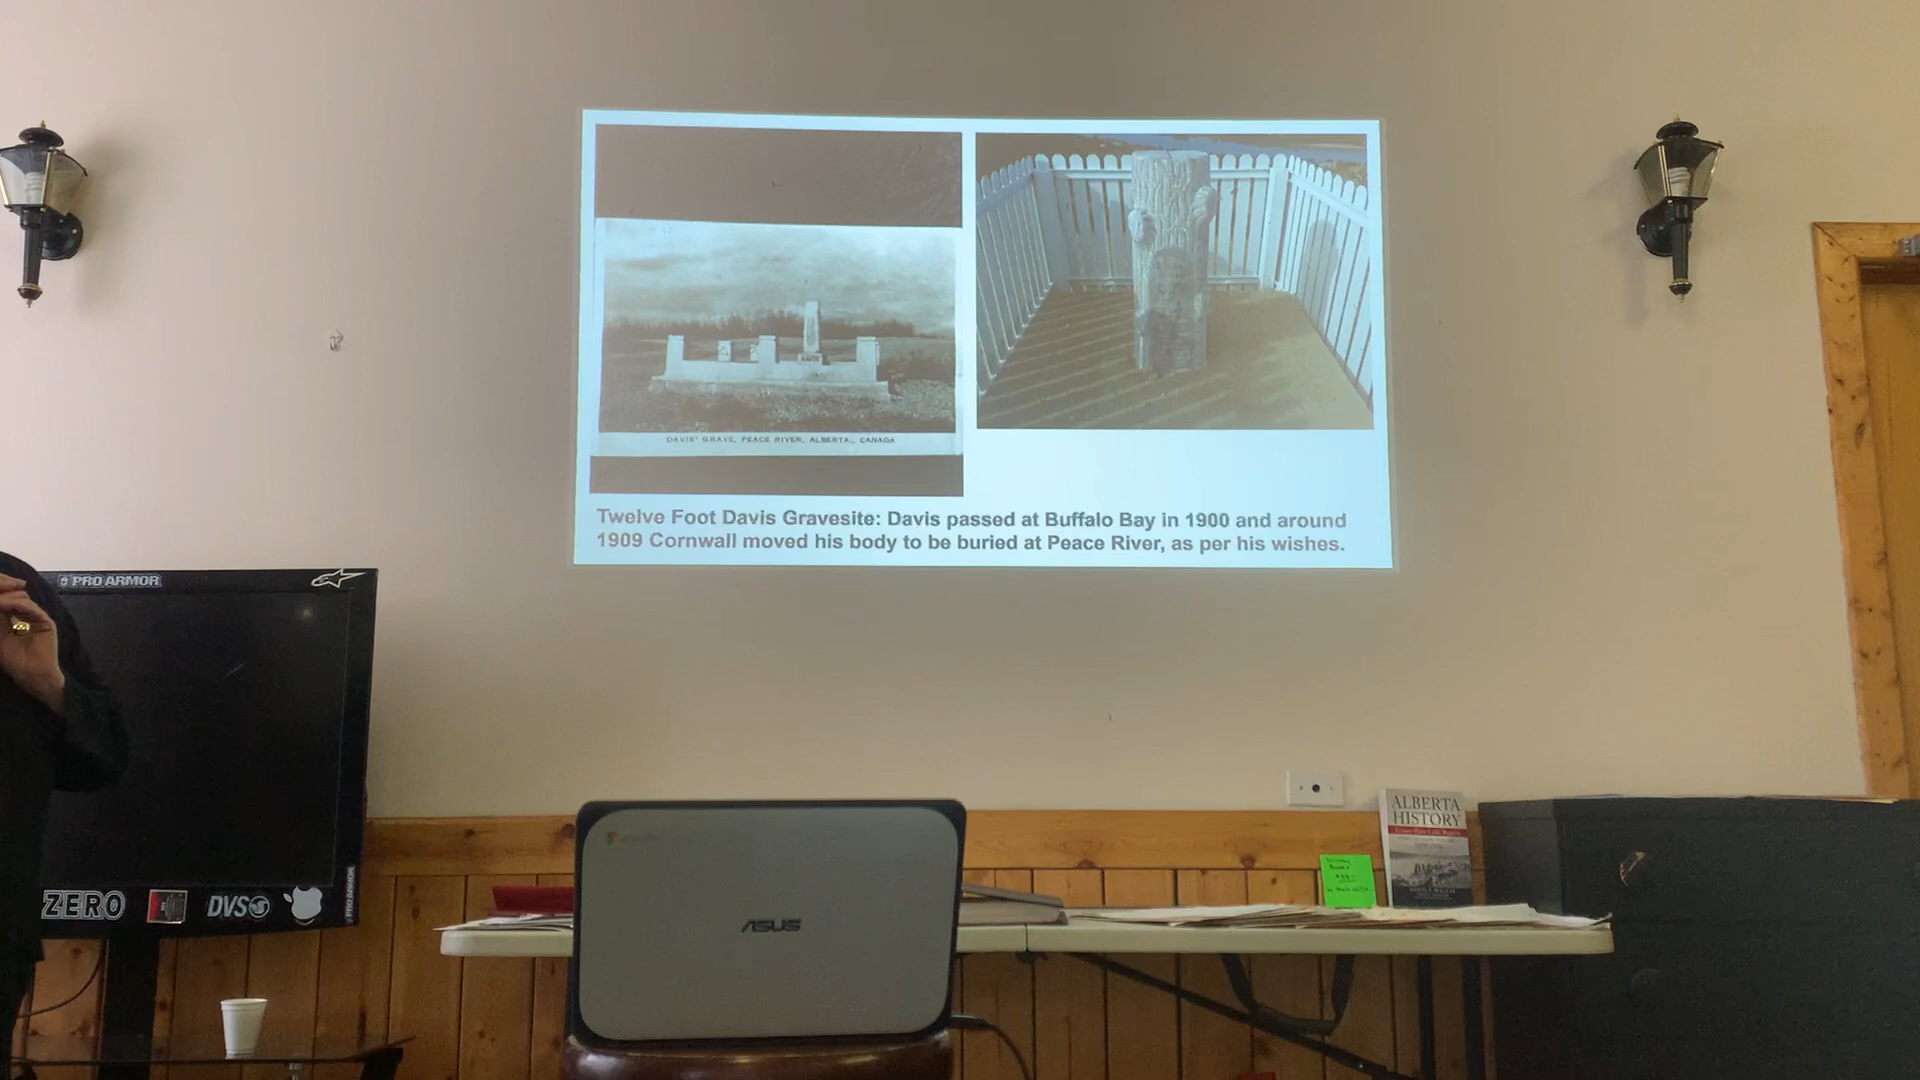 DAVIS' GRAVE, PEACE RIVER, ALBERTA., CANADA
Twelve Foot Davis Gravesite: Davis passed at Buffalo Bay in 1900 and around
1909 Cornwall moved his body to be buried at Peace River, as per his wishes.
PRO ARMOR
ZERO
DVS
PRO ARMOR
ASUS
ALBERTA
HISTORY